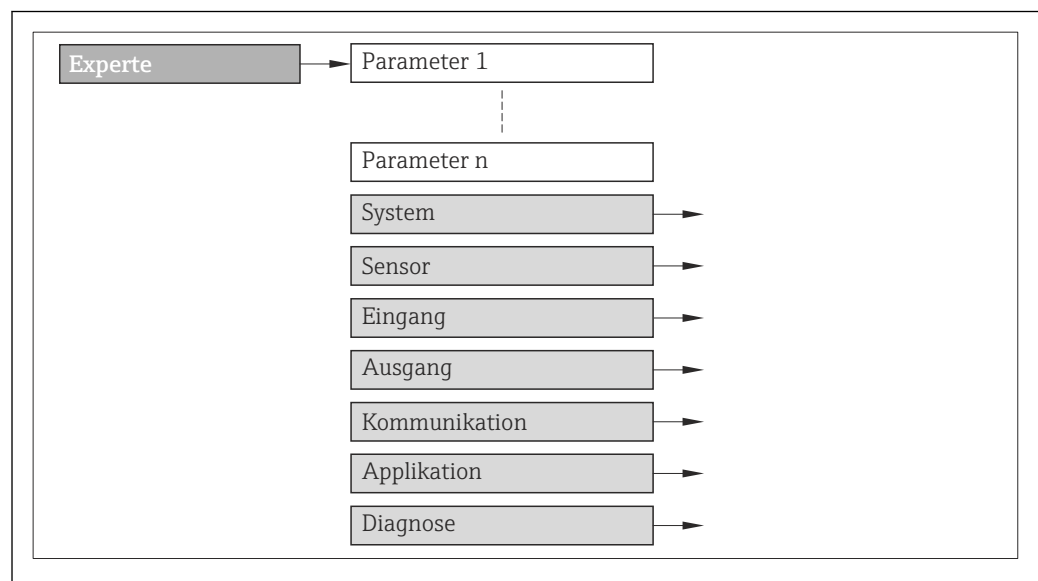 Experte
Parameter 1
Parameter n
System
Sensor
Eingang
Ausgang
Kommunikation
Applikation
Diagnose